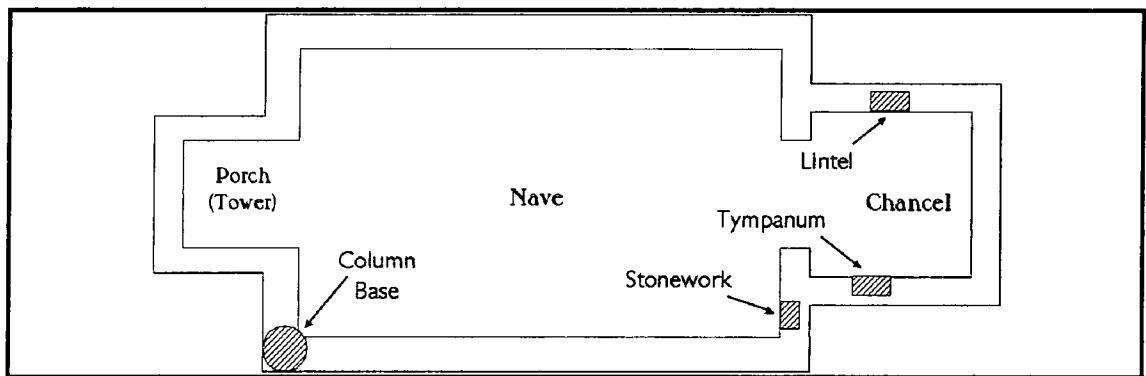 Lintel
Porch
(Tower)
Nave
Chancel
Tympanum
Column
Base
Stonework